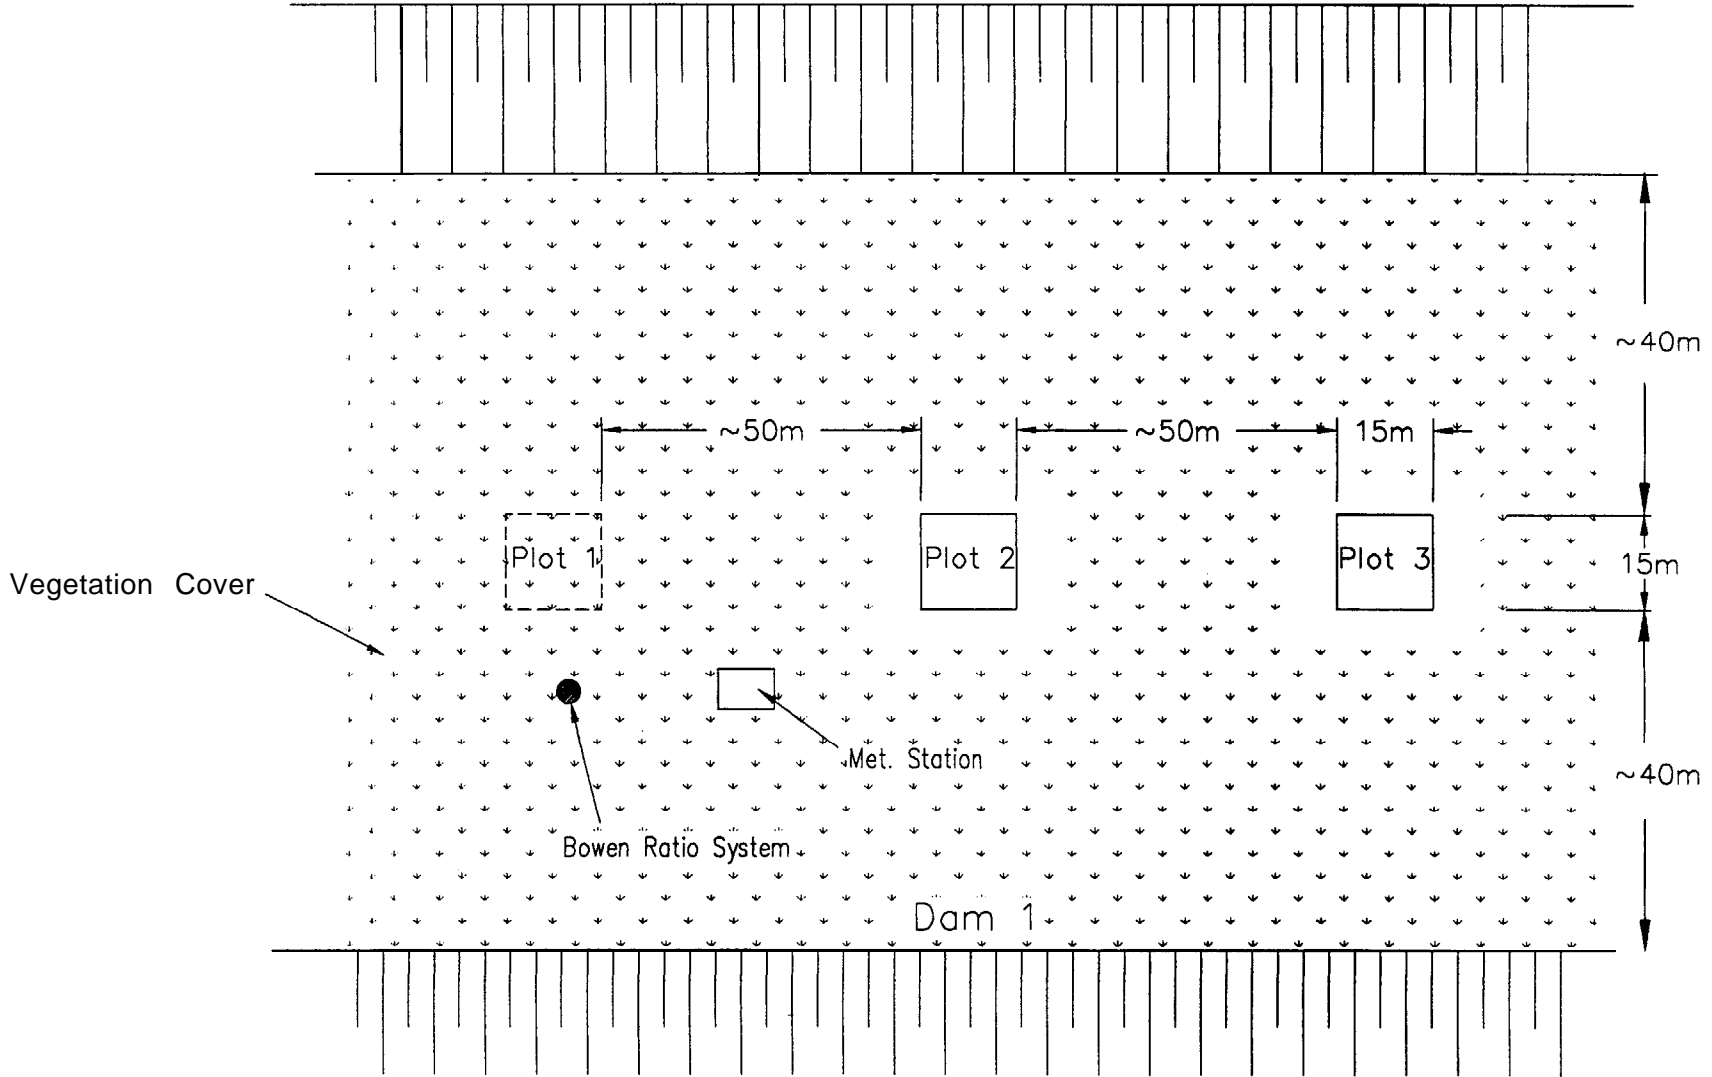 ~40m
~50m
~50m
15m
Plot 1
Plot 2
Plot 3
15m
Vegetation Cover
Met. Station
~40m
Bowen Ratio System
Dam 1